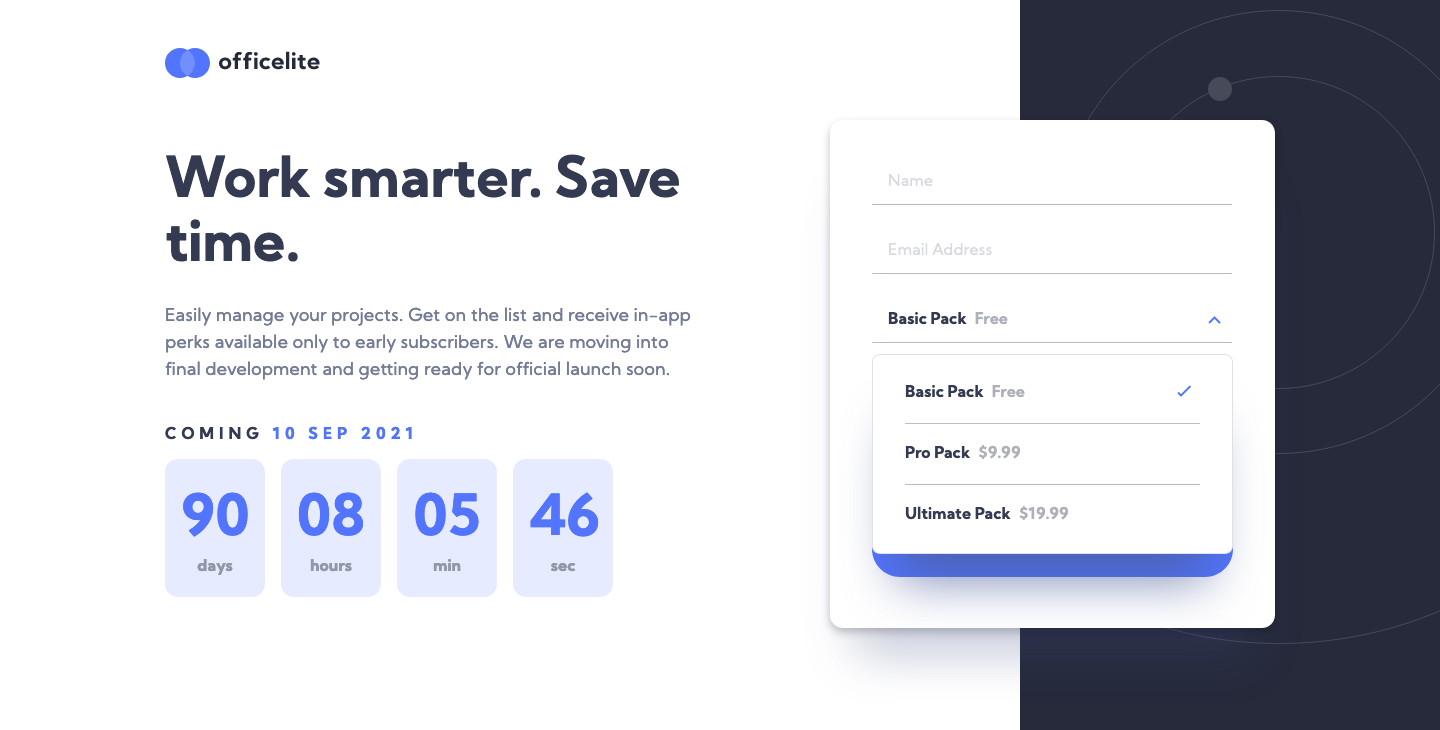 officelite
Work smarter. Save
time.
Easily manage your projects. Get on the list and receive in-app
perks available only to early subscribers. We are moving into
final development and getting ready for official launch soon.
COMING 10 SEP 2021
90 08 05 46
days hours min sec
Name
Email Address
Basic Pack Free
Basic Pack Free
Pro Pack $9.99
Ultimate Pack $19.99